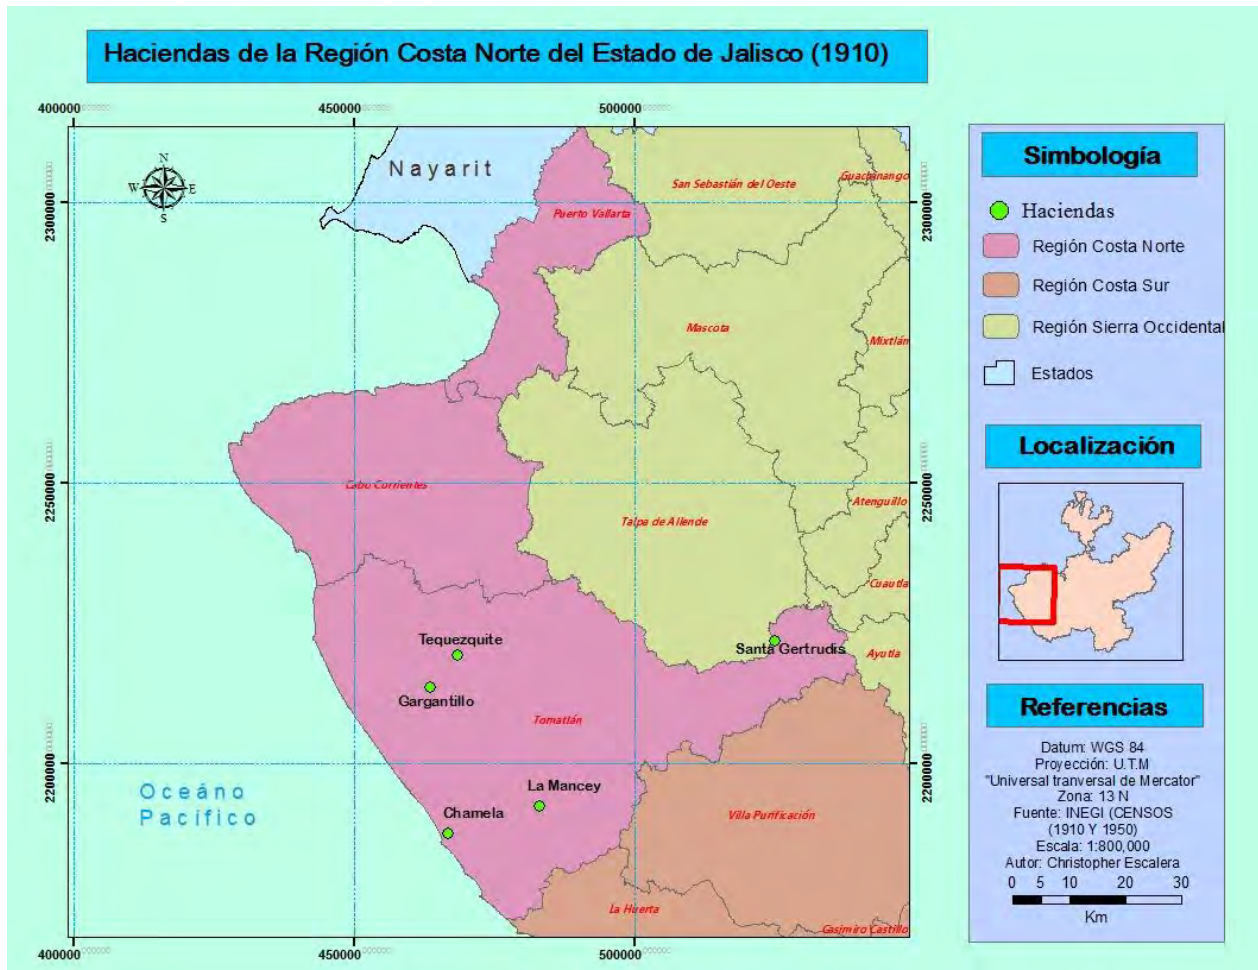 Haciendas de la Región Costa Norte del Estado de Jalisco (1910)
400000 450000 500000
N
W E
S
Nayarit
San Sebastián del Oeste
Guachinango
2300000
2300000
Puerto Vallarta
Mascota
Mixtlán
2250000
2250000
Cabo Corrientes
Atenguillo
Talpa de Allende
Cuautla
Tequezquite
Santa Gertrudis
Ayutla
Gargantillo
Tomatlán
2200000
2200000
Océano
Pacífico
La Mancey
Chamela
Villa Purificación
La Huerta
Casimiro Castillo
400000 450000 500000
Simbología
Haciendas
Región Costa Norte
Región Costa Sur
Región Sierra Occidental
Estados
Localización
Referencias
Datum: WGS 84
Proyección: U.T.M
"Universal tranversal de Mercator"
Zona: 13 N
Fuente: INEGI (CENSOS
(1910 Y 1950)
Escala: 1:800,000
Autor: Christopher Escalera
0 5 10 20 30
Km